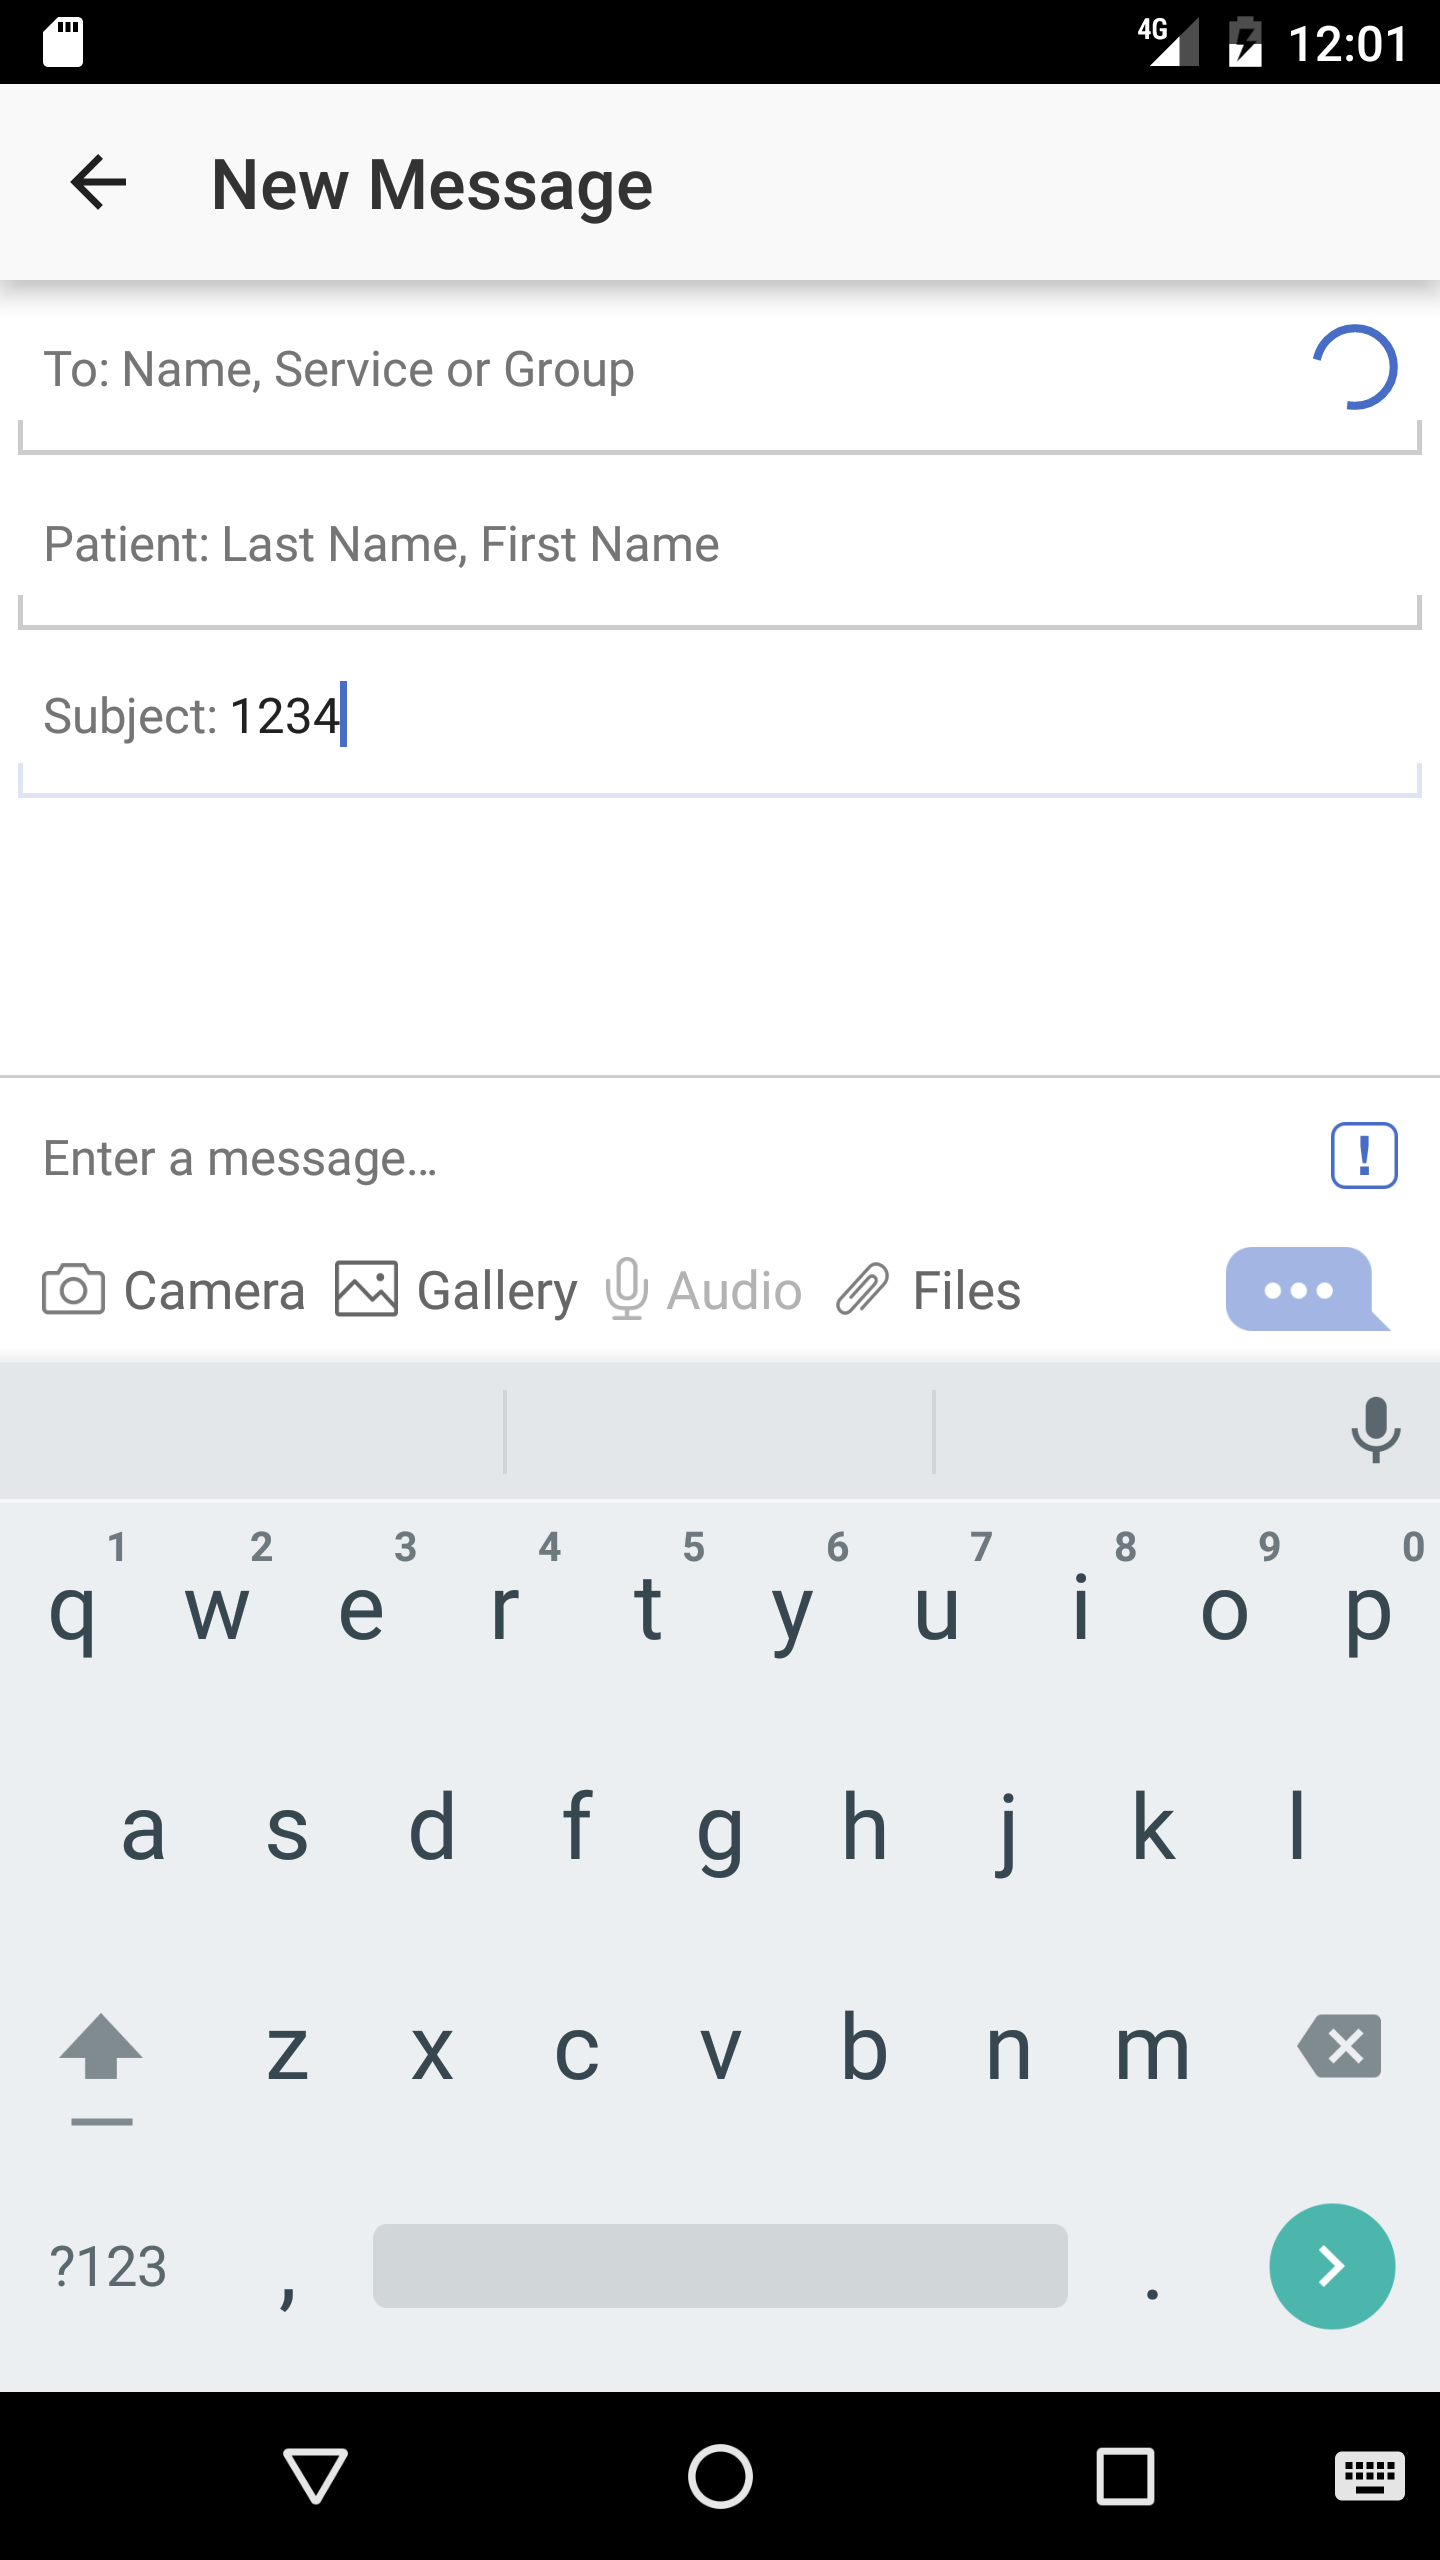 4G 12:01
New Message
To: Name, Service or Group
Patient: Last Name, First Name
Subject: 1234
Enter a message...
!
Camera Gallery Audio Files
1 2 3 4 5 6 7 8 9 0
q w e r t y u i o p
a s d f g h j k l
z x c v b n m
?123 , .